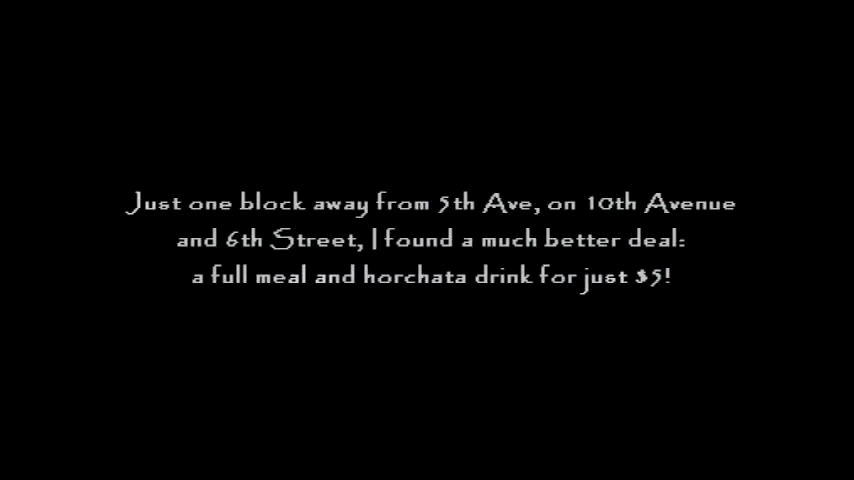 Just one block away from 5th Ave, on 10th Avenue
and 6th Street, I found a much better deal:
a full meal and horchata drink for just $5!